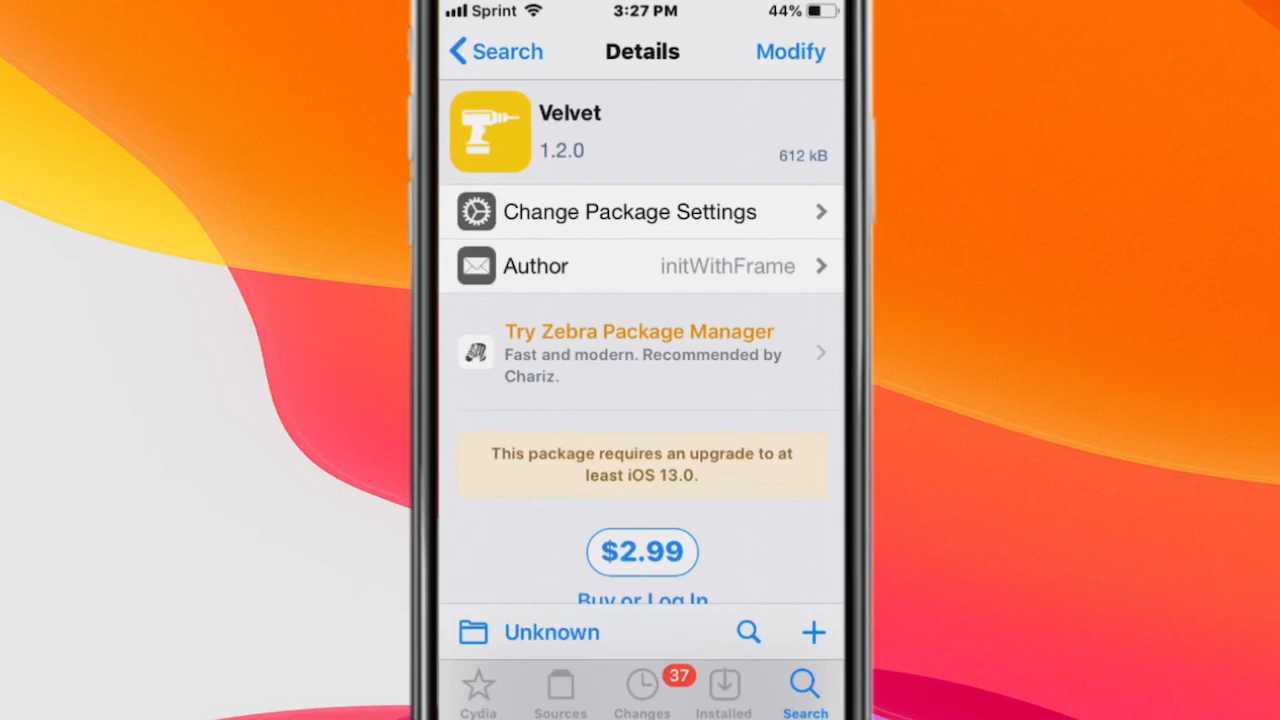 Sprint 3:27 PM 44%
Search Details Modify
Velvet
1.2.0
612 kB
Change Package Settings
Author initWithFrame
Try Zebra Package Manager
Fast and modern. Recommended by
Chariz.
This package requires an upgrade to at
least iOS 13.0.
$2.99
Buy or Log In
Unknown
37
Cydia Sources Changes Installed Search